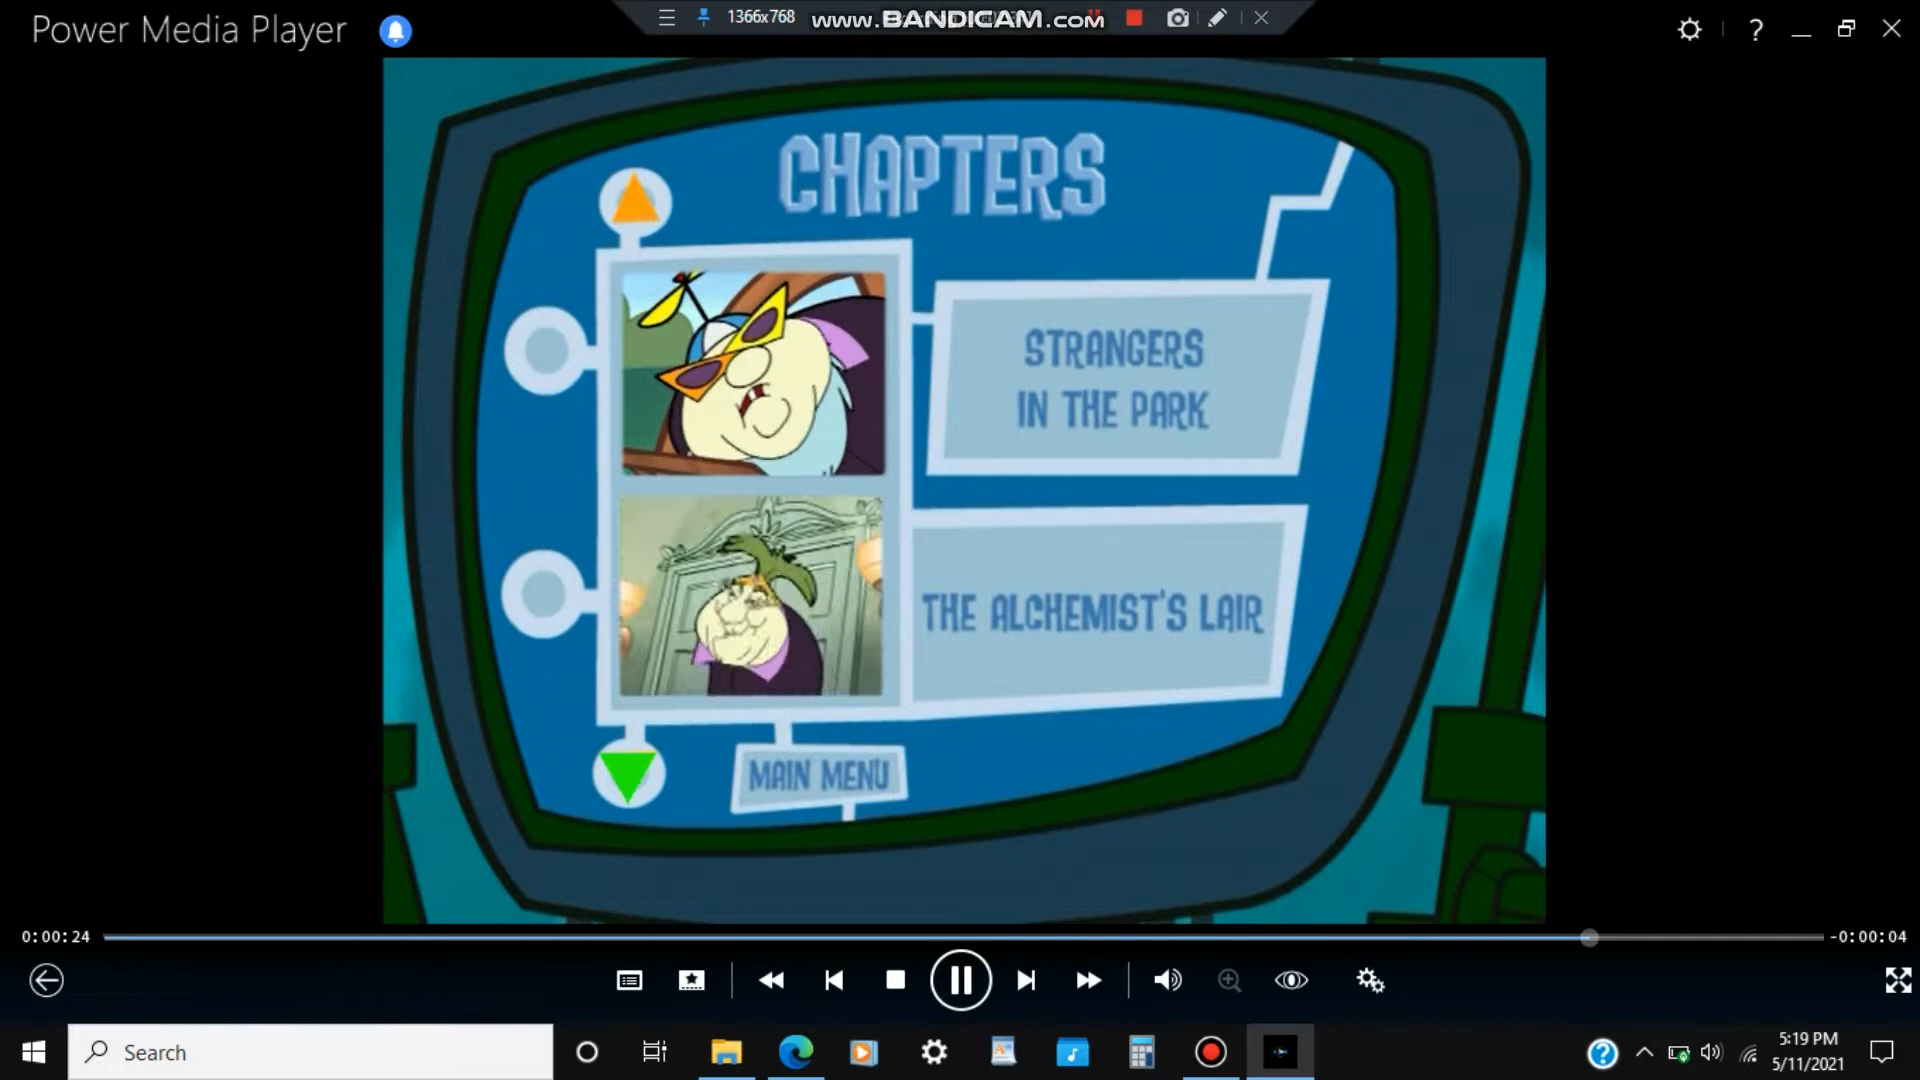 Power Media Player
1366x768
www.BANDICAM.com
?
CHAPTERS
STRANGERS
IN THE PARK
THE ALCHEMIST'S LAIR
MAIN MENU
0:00:24
-0:00:04
Search
5:19 PM
5/11/2021